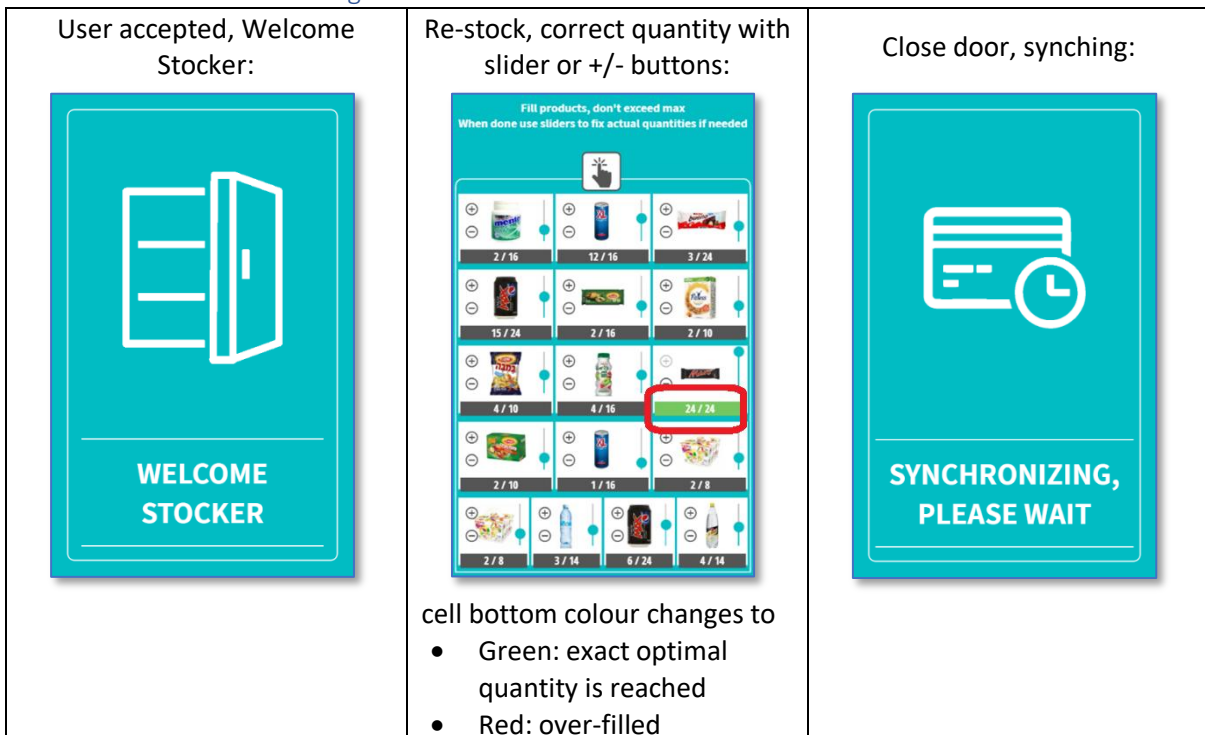 User accepted, Welcome
Stocker:
WELCOME
STOCKER
Re-stock, correct quantity with
slider or +/- buttons:
Fill products, don't exceed max
When done use sliders to fix actual quantities if needed
2 / 16
12 / 16
3 / 24
15 / 24
2 / 16
2 / 10
4 / 10
4 / 16
24 / 24
2 / 10
1 / 16
2 / 8
2 / 8
3 / 14
6 / 24
4 / 14
cell bottom colour changes to
• Green: exact optimal
quantity is reached
• Red: over-filled
Close door, synching:
SYNCHRONIZING,
PLEASE WAIT